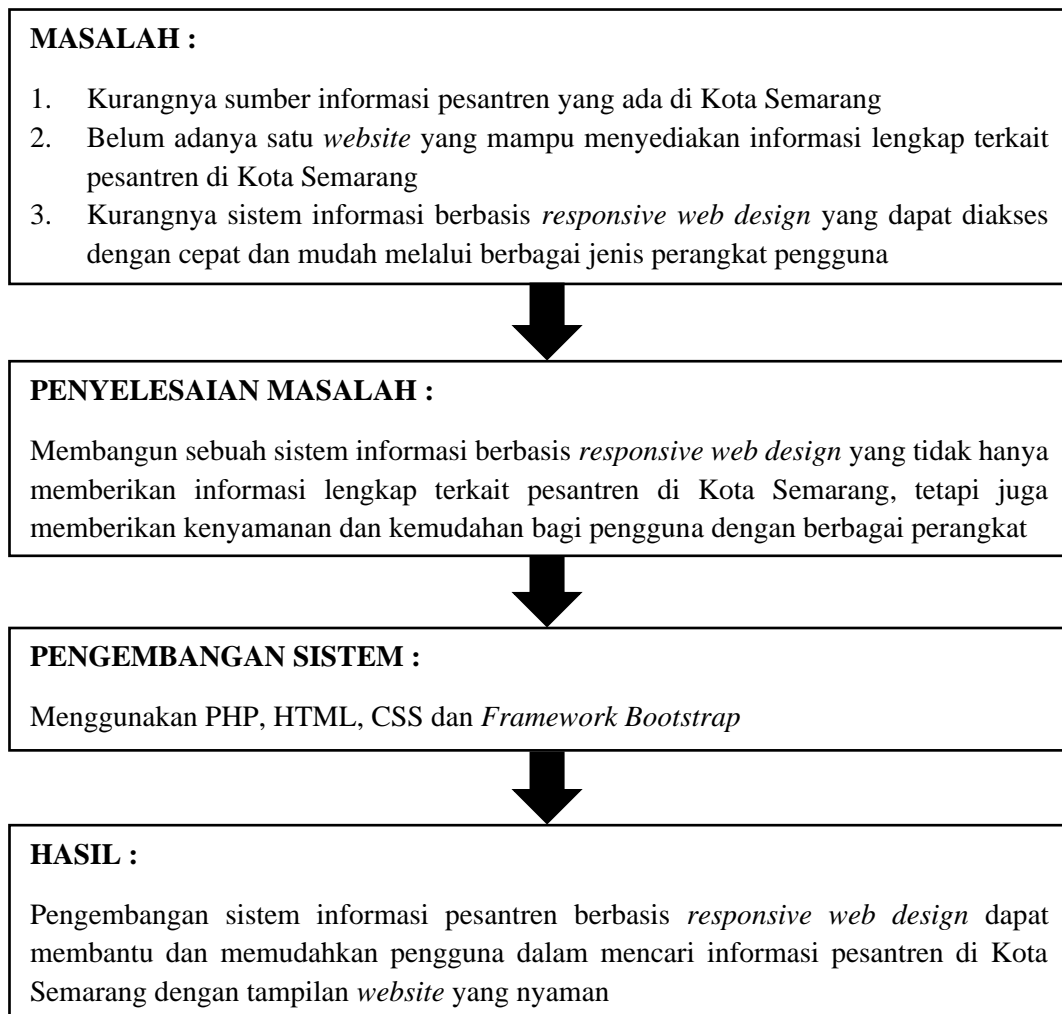 MASALAH :
1. Kurangnya sumber informasi pesantren yang ada di Kota Semarang
2. Belum adanya satu website yang mampu menyediakan informasi lengkap terkait
pesantren di Kota Semarang
3. Kurangnya sistem informasi berbasis responsive web design yang dapat diakses
dengan cepat dan mudah melalui berbagai jenis perangkat pengguna
PENYELESAIAN MASALAH :
Membangun sebuah sistem informasi berbasis responsive web design yang tidak hanya
memberikan informasi lengkap terkait pesantren di Kota Semarang, tetapi juga
memberikan kenyamanan dan kemudahan bagi pengguna dengan berbagai perangkat
PENGEMBANGAN SISTEM :
Menggunakan PHP, HTML, CSS dan Framework Bootstrap
HASIL :
Pengembangan sistem informasi pesantren berbasis responsive web design dapat
membantu dan memudahkan pengguna dalam mencari informasi pesantren di Kota
Semarang dengan tampilan website yang nyaman